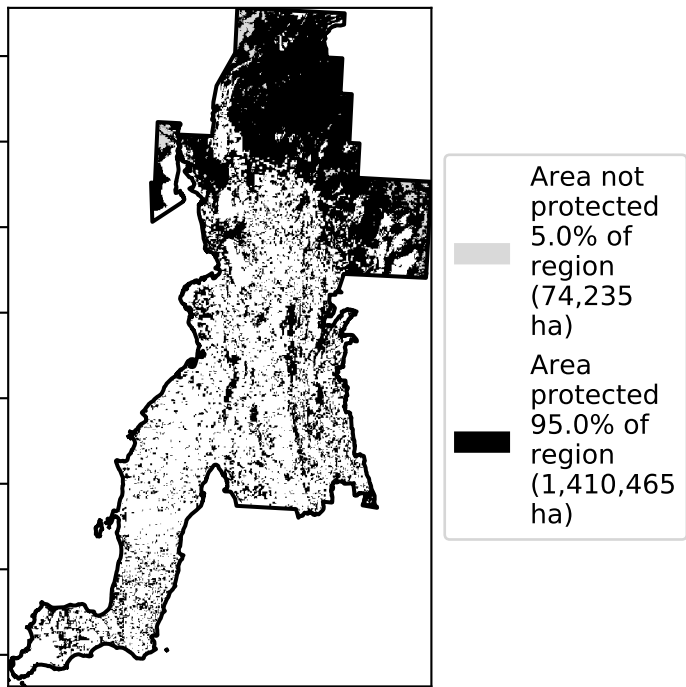 Area not
protected
5.0% of
region
(74,235
ha)
Area
protected
95.0% of
region
(1,410,465
ha)